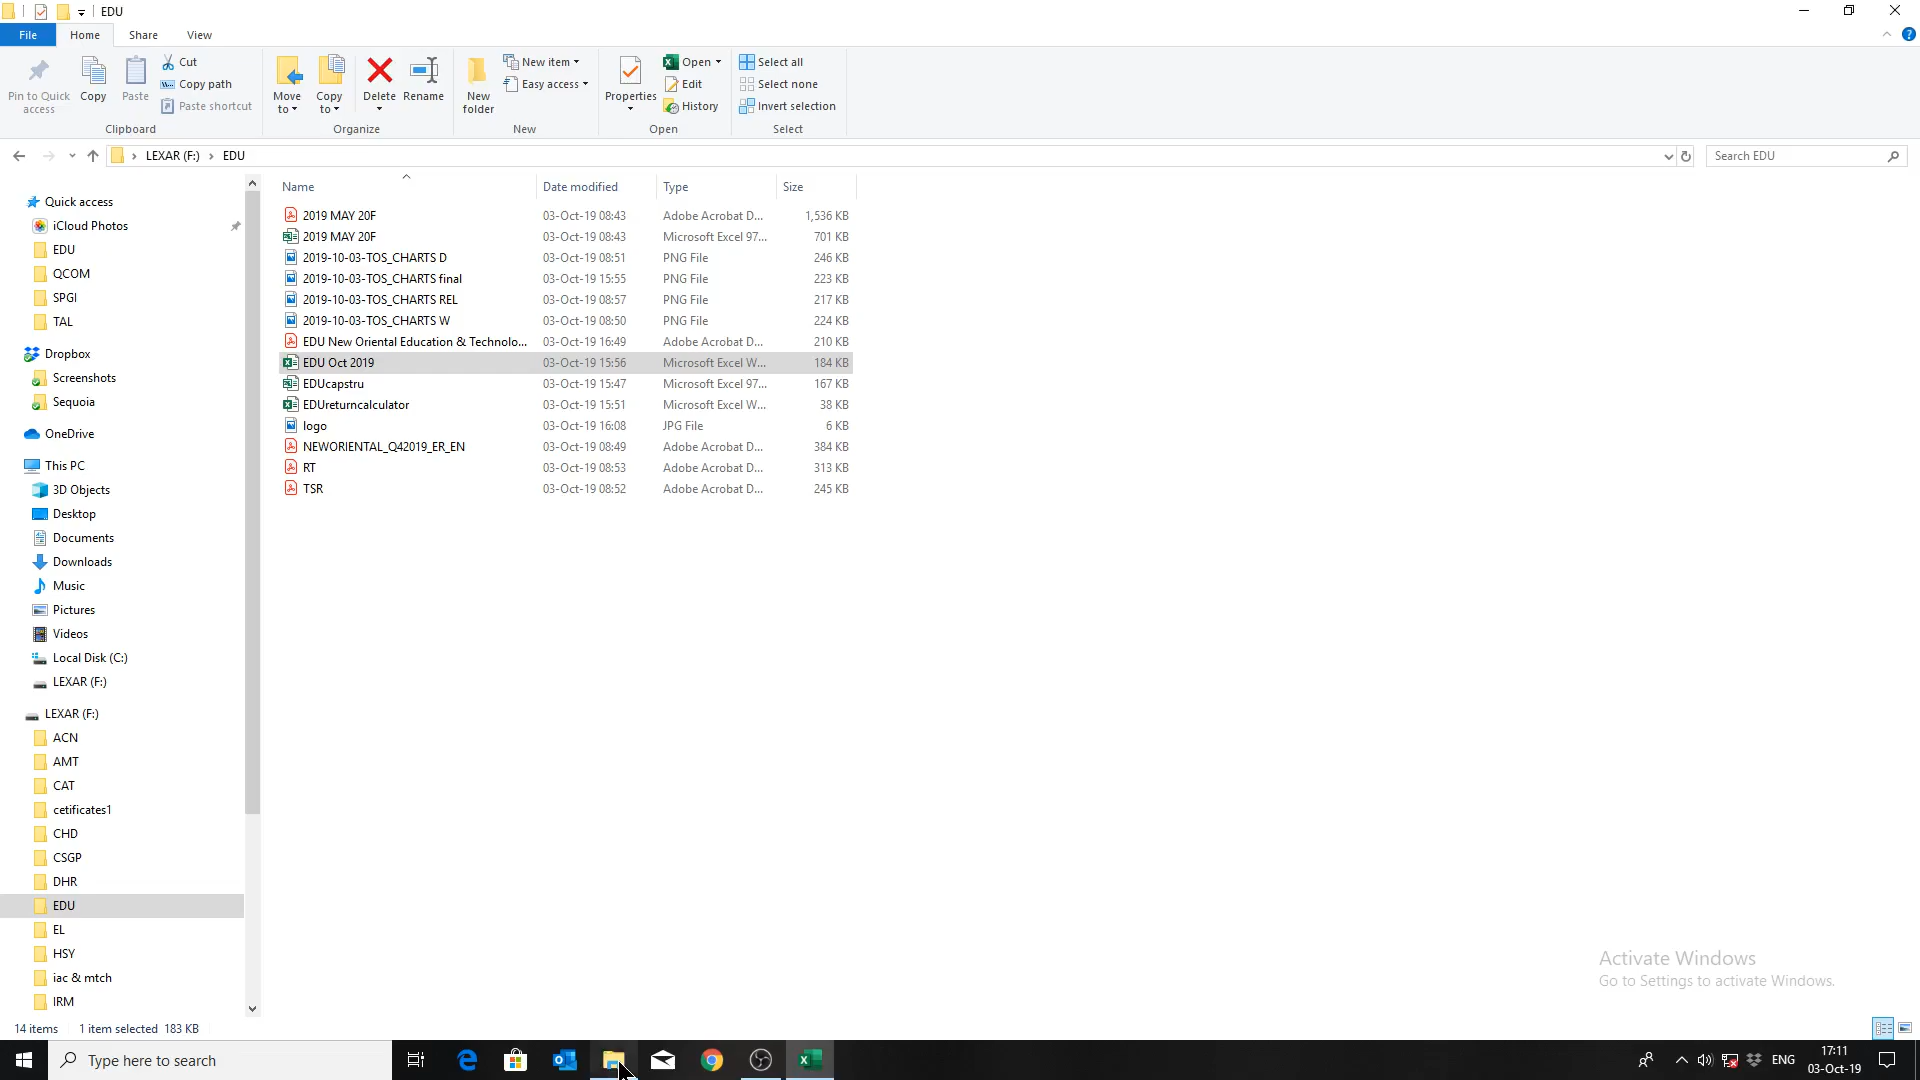 EDU
File Home Share View
Pin to Quick access
Copy
Paste
Cut
Copy path
Paste shortcut
Clipboard
Move to
Copy to
Delete
Rename
Organize
New folder
New item
Easy access
New
Properties
Open
Edit
History
Open
Select all
Select none
Invert selection
Select
LEXAR (F:) EDU
Search EDU
Quick access
iCloud Photos
EDU
QCOM
SPGI
TAL
Dropbox
Screenshots
Sequoia
OneDrive
This PC
3D Objects
Desktop
Documents
Downloads
Music
Pictures
Videos
Local Disk (C:)
LEXAR (F:)
LEXAR (F:)
ACN
AMT
CAT
cetificates1
CHD
CSGP
DHR
EDU
EL
HSY
iac & mtch
IRM
Name Date modified Type Size
2019 MAY 20F 03-Oct-19 08:43 Adobe Acrobat D... 1,536 KB
2019 MAY 20F 03-Oct-19 08:43 Microsoft Excel 97... 701 KB
2019-10-03-TOS_CHARTS D 03-Oct-19 08:51 PNG File 246 KB
2019-10-03-TOS_CHARTS final 03-Oct-19 15:55 PNG File 223 KB
2019-10-03-TOS_CHARTS REL 03-Oct-19 08:57 PNG File 217 KB
2019-10-03-TOS_CHARTS W 03-Oct-19 08:50 PNG File 224 KB
EDU New Oriental Education & Technolo... 03-Oct-19 16:49 Adobe Acrobat D... 210 KB
EDU Oct 2019 03-Oct-19 15:56 Microsoft Excel W... 184 KB
EDUcapstru 03-Oct-19 15:47 Microsoft Excel 97... 167 KB
EDUreturncalculator 03-Oct-19 15:51 Microsoft Excel W... 38 KB
logo 03-Oct-19 16:08 JPG File 6 KB
NEWORIENTAL_Q42019_ER_EN 03-Oct-19 08:49 Adobe Acrobat D... 384 KB
RT 03-Oct-19 08:53 Adobe Acrobat D... 313 KB
TSR 03-Oct-19 08:52 Adobe Acrobat D... 245 KB
Activate Windows
Go to Settings to activate Windows.
14 items 1 item selected 183 KB
Type here to search
ENG
17:11
03-Oct-19